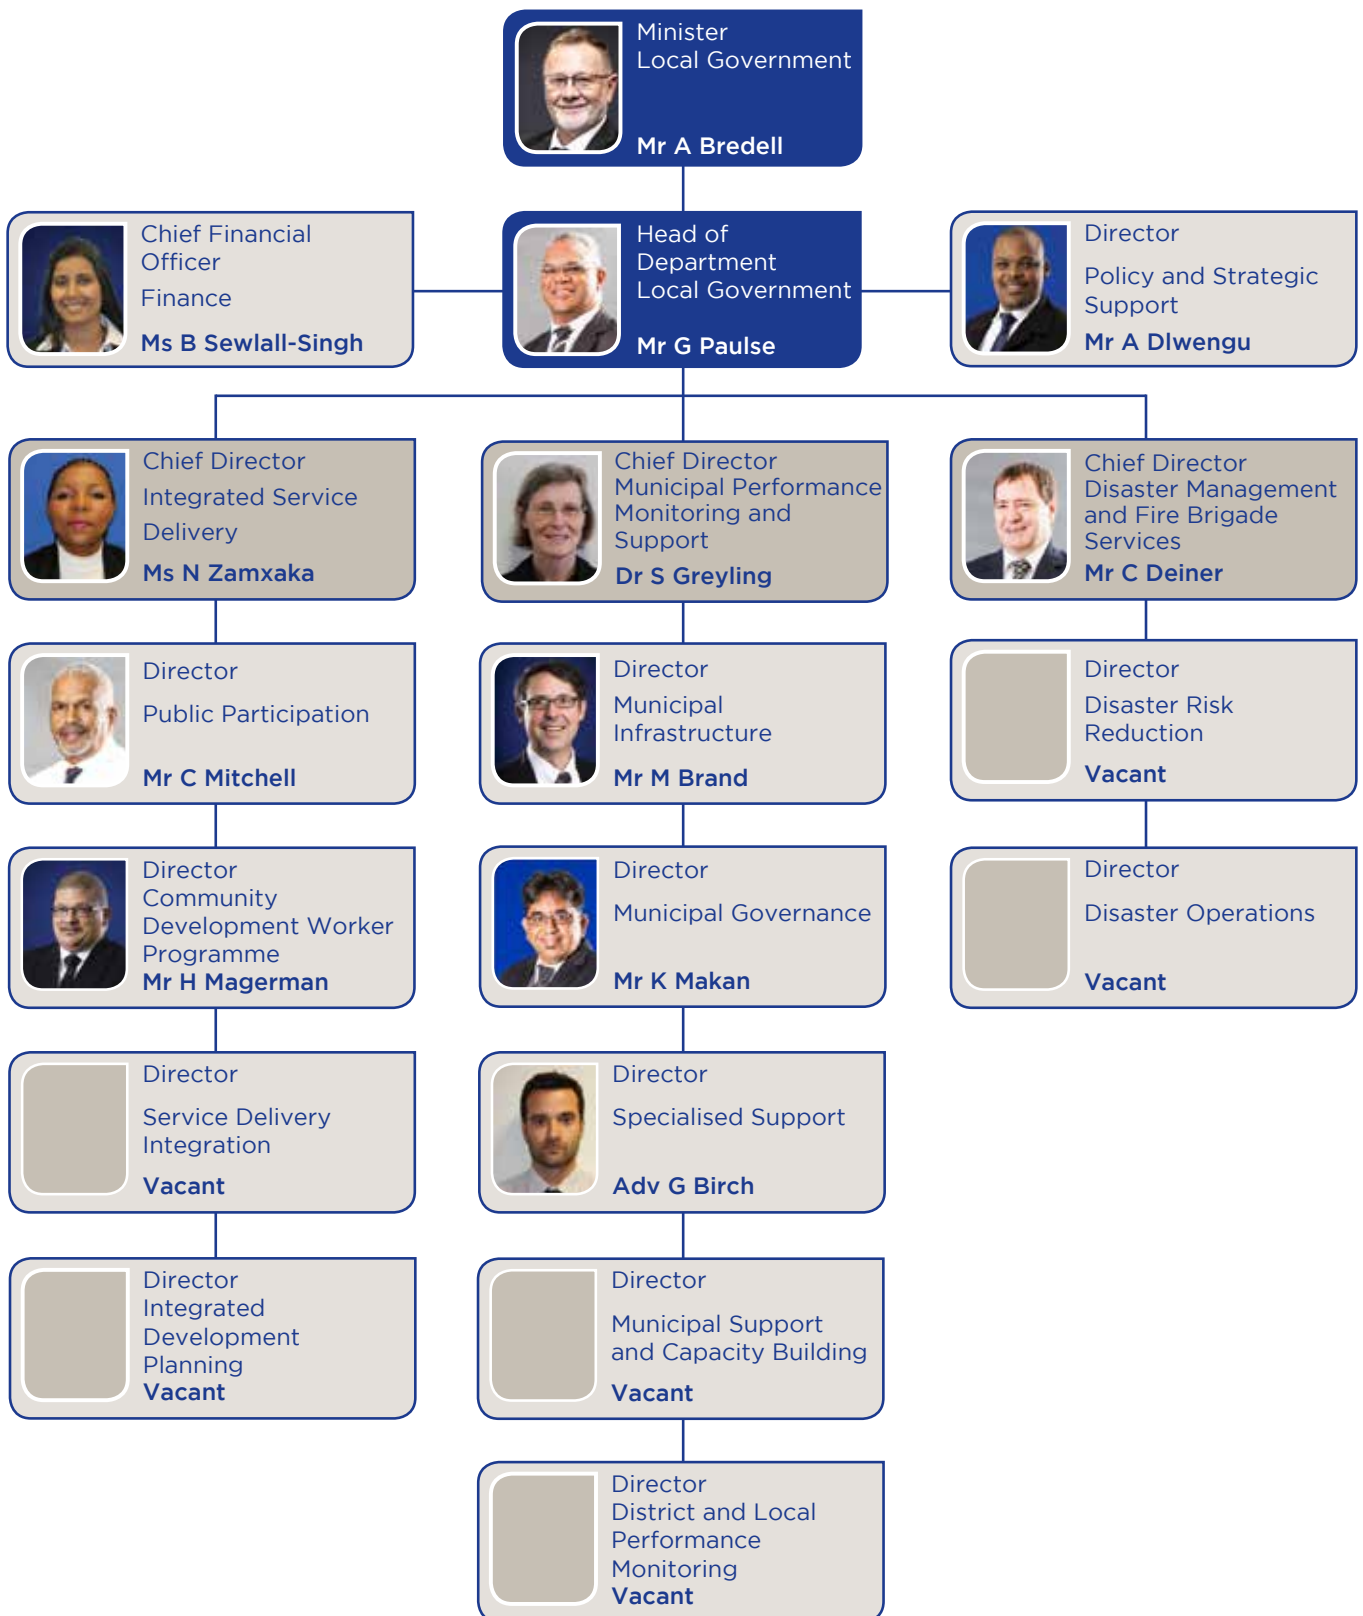 Minister
Local Government
Mr A Bredell
Chief Financial
Officer
Finance
Ms B Sewlall-Singh
Head of
Department
Local Government
Mr G Paulse
Director
Policy and Strategic
Support
Mr A Dlwengu
Chief Director
Integrated Service
Delivery
Ms N Zamxaka
Chief Director
Municipal Performance
Monitoring and
Support
Dr S Greyling
Chief Director
Disaster Management
and Fire Brigade
Services
Mr C Deiner
Director
Public Participation
Mr C Mitchell
Director
Municipal
Infrastructure
Mr M Brand
Director
Disaster Risk
Reduction
Vacant
Director
Community
Development Worker
Programme
Mr H Magerman
Director
Municipal Governance
Mr K Makan
Director
Disaster Operations
Vacant
Director
Service Delivery
Integration
Vacant
Director
Specialised Support
Adv G Birch
Director
Integrated
Development
Planning
Vacant
Director
Municipal Support
and Capacity Building
Vacant
Director
District and Local
Performance
Monitoring
Vacant